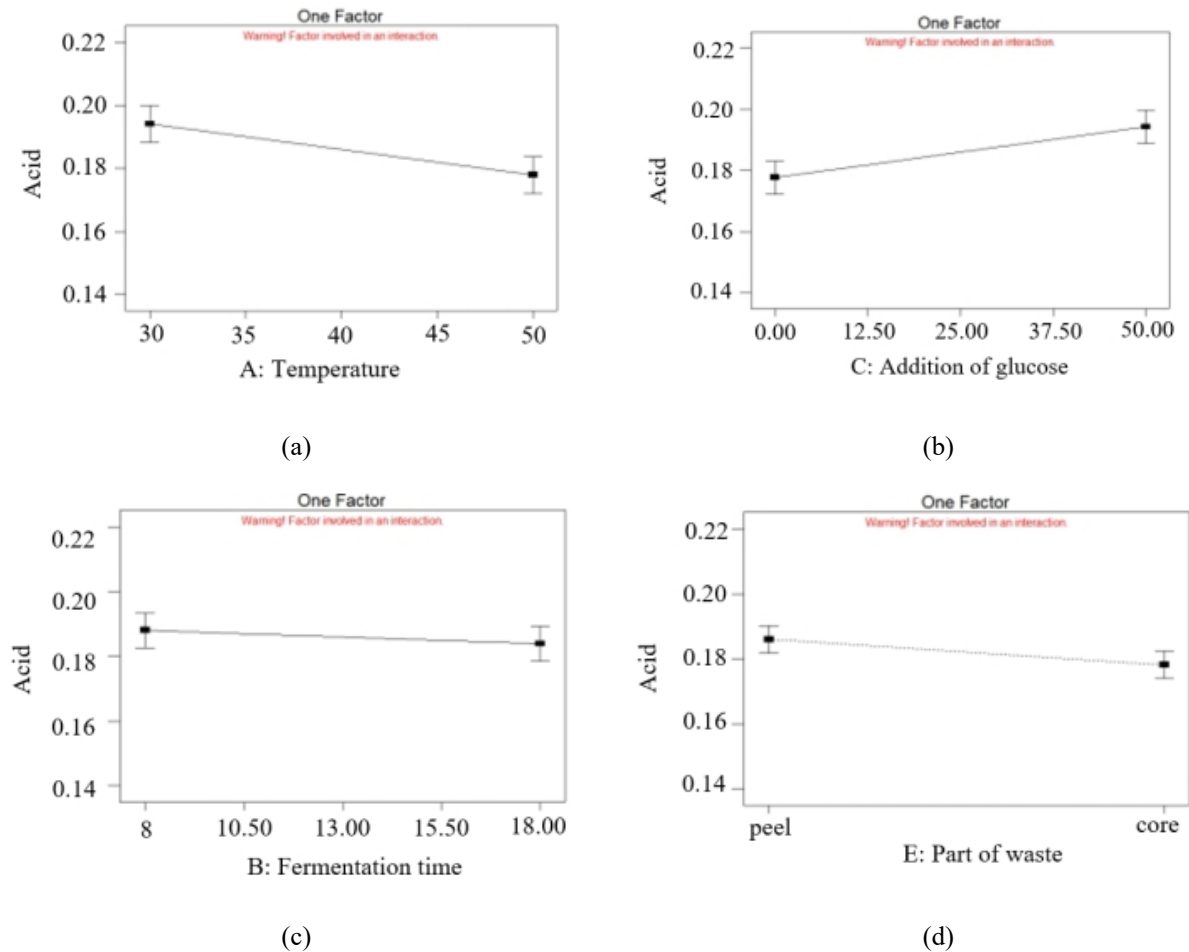 One Factor
Warning! Factor involved in an interaction.
0.22
0.20
0.18
0.16
0.14
Acid
30 35 40 45 50
A: Temperature
(a)
One Factor
Warning! Factor involved in an interaction.
0.22
0.20
0.18
0.16
0.14
Acid
0.00 12.50 25.00 37.50 50.00
C: Addition of glucose
(b)
One Factor
Warning! Factor involved in an interaction.
0.22
0.20
0.18
0.16
0.14
Acid
8 10.50 13.00 15.50 18.00
B: Fermentation time
(c)
One Factor
Warning! Factor involved in an interaction.
0.22
0.20
0.18
0.16
0.14
Acid
peel core
E: Part of waste
(d)